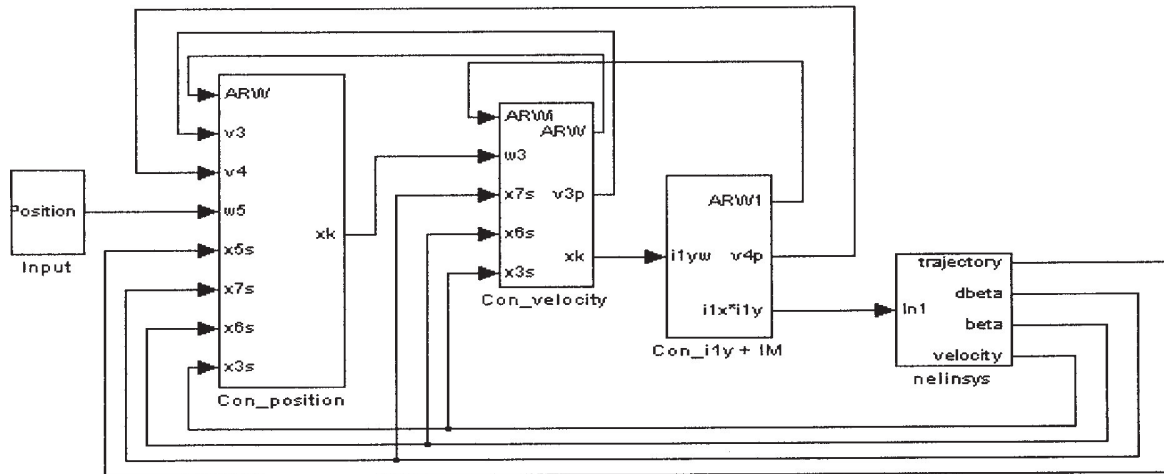 Position
Input
ARW
v3
v4
w5
x5s
x7s
x6s
x3s
xk
Con_position
ARWi
w3
x7s
x6s
x3s
ARW
v3p
xk
Con_velocity
i1yw
ARW1
v4p
i1x*i1y
Con_i1y + IM
In1
trajectory
dbeta
beta
velocity
nelinsys